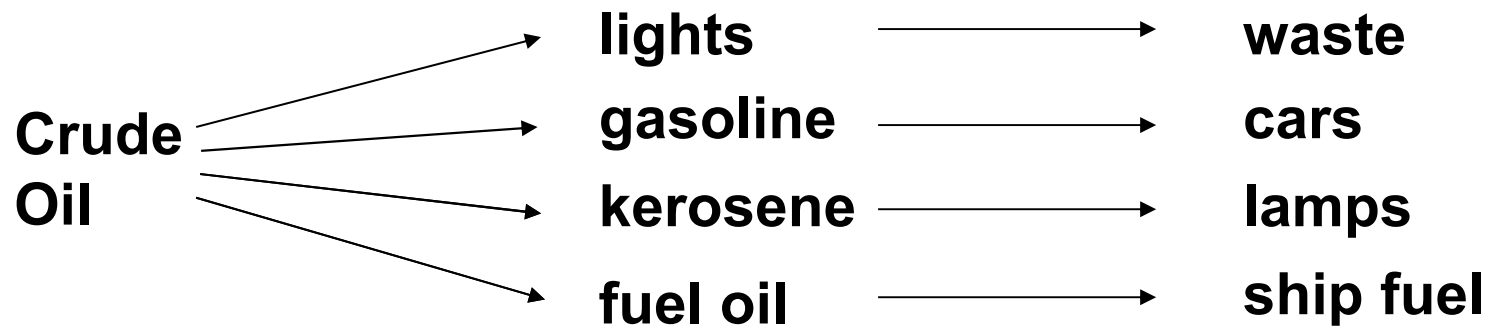 lights waste
Crude gasoline cars
Oil kerosene lamps
fuel oil ship fuel